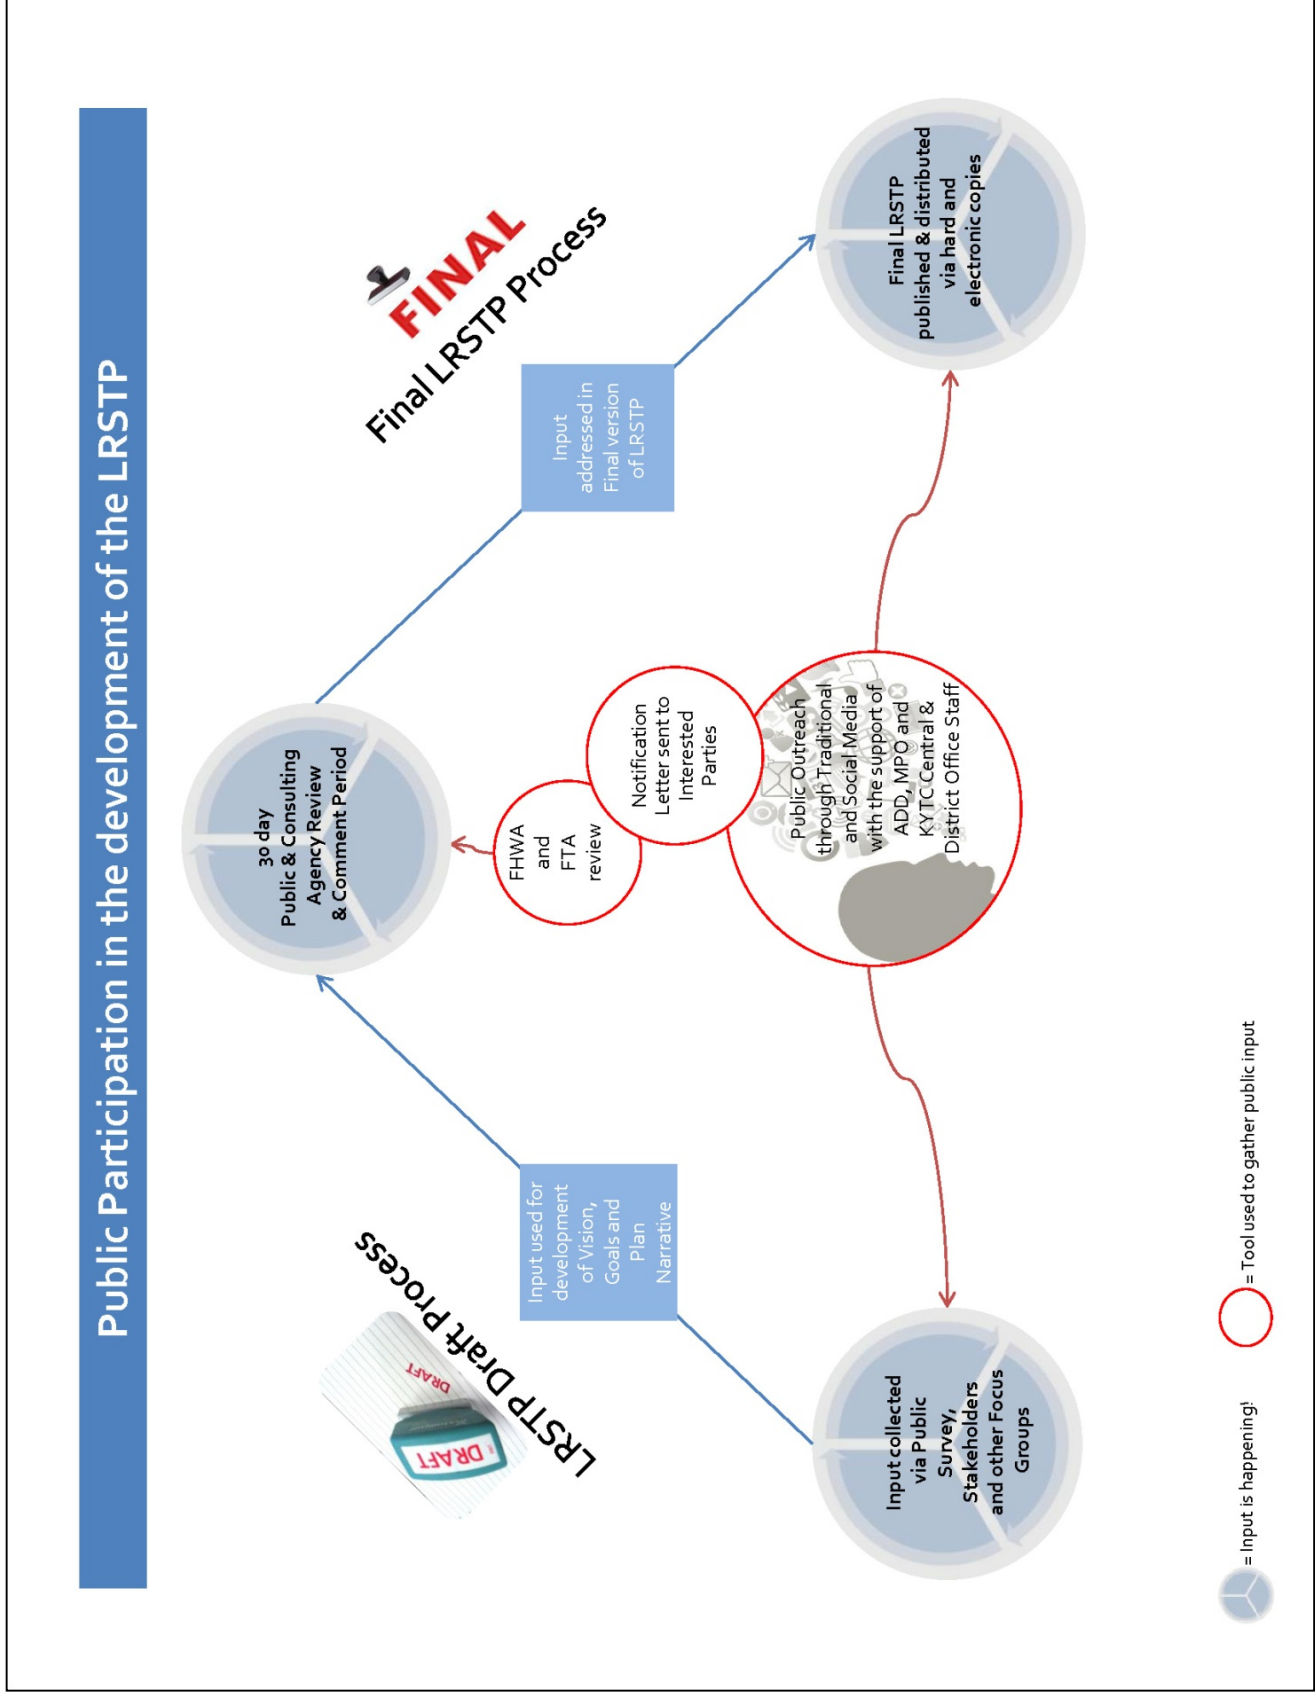 Public Participation in the development of the LRSTP
DRAFT
DRAFT
LRSTP Draft Process
FINAL
Final LRSTP Process
30 day
Public & Consulting
Agency Review
& Comment Period
Input used for
development
of Vision,
Goals and
Plan
Narrative
Input
addressed in
Final version
of LRSTP
FHWA
and
FTA
review
Notification
Letter sent to
Interested
Parties
Public Outreach
through Traditional
and Social Media
with the support of
ADD, MPO and
KYTC Central &
District Office Staff
Input collected
via Public
Survey,
Stakeholders
and other Focus
Groups
Final LRSTP
published & distributed
via hard and
electronic copies
= Input is happening!
= Tool used to gather public input